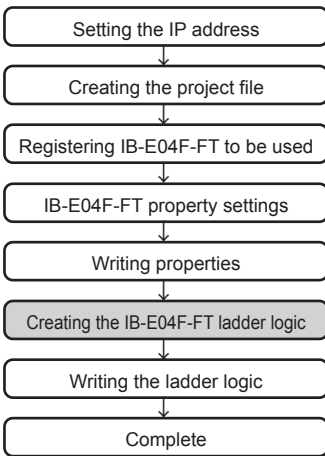 Setting the IP address
Creating the project file
Registering IB-E04F-FT to be used
IB-E04F-FT property settings
Writing properties
Creating the IB-E04F-FT ladder logic
Writing the ladder logic
Complete